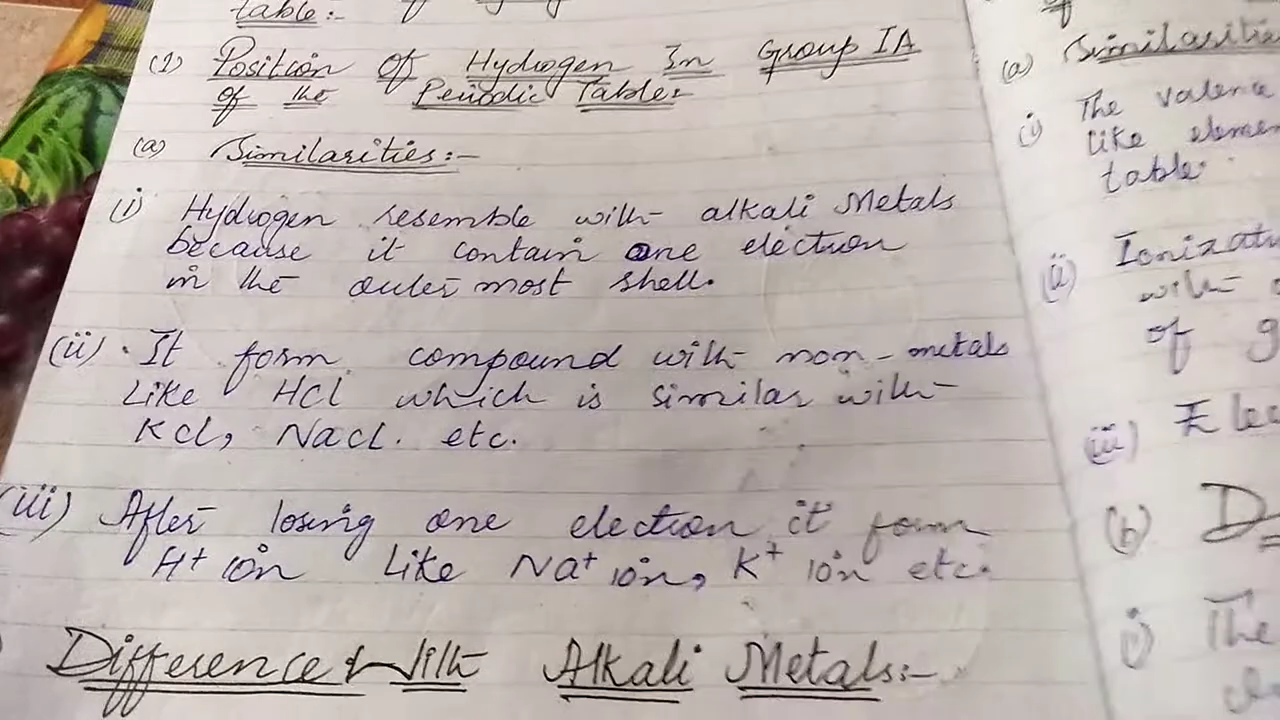 table:-
(1) Position Of Hydrogen In Group IA
of the Periodic Table:-
(a) Similarities:-
(i) Hydrogen resemble with alkali Metals
because it contain one electron
in the outer most shell.
(ii) It form compound with non-metals
Like HCl which is similar with
KCl, NaCl. etc.
(iii) After losing one electron it form
H+ ion Like Na+ ion, K+ ion etc.
Difference With Alkali Metals:-
of
(a) Similarities
(i) The valence
like
table.
(ii)
with
of
(iii)
(b)
(i) The